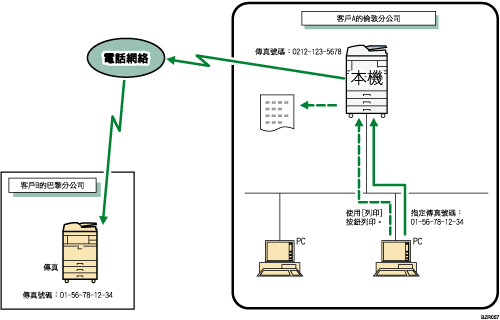 客戶A的倫敦分公司
電話網絡
傳真號碼：0212-123-5678
本機
客戶B的巴黎分公司
傳真
傳真號碼：01-56-78-12-34
使用[列印]
按鈕列印。
指定傳真號碼：
01-56-78-12-34
PC
PC
BZR057